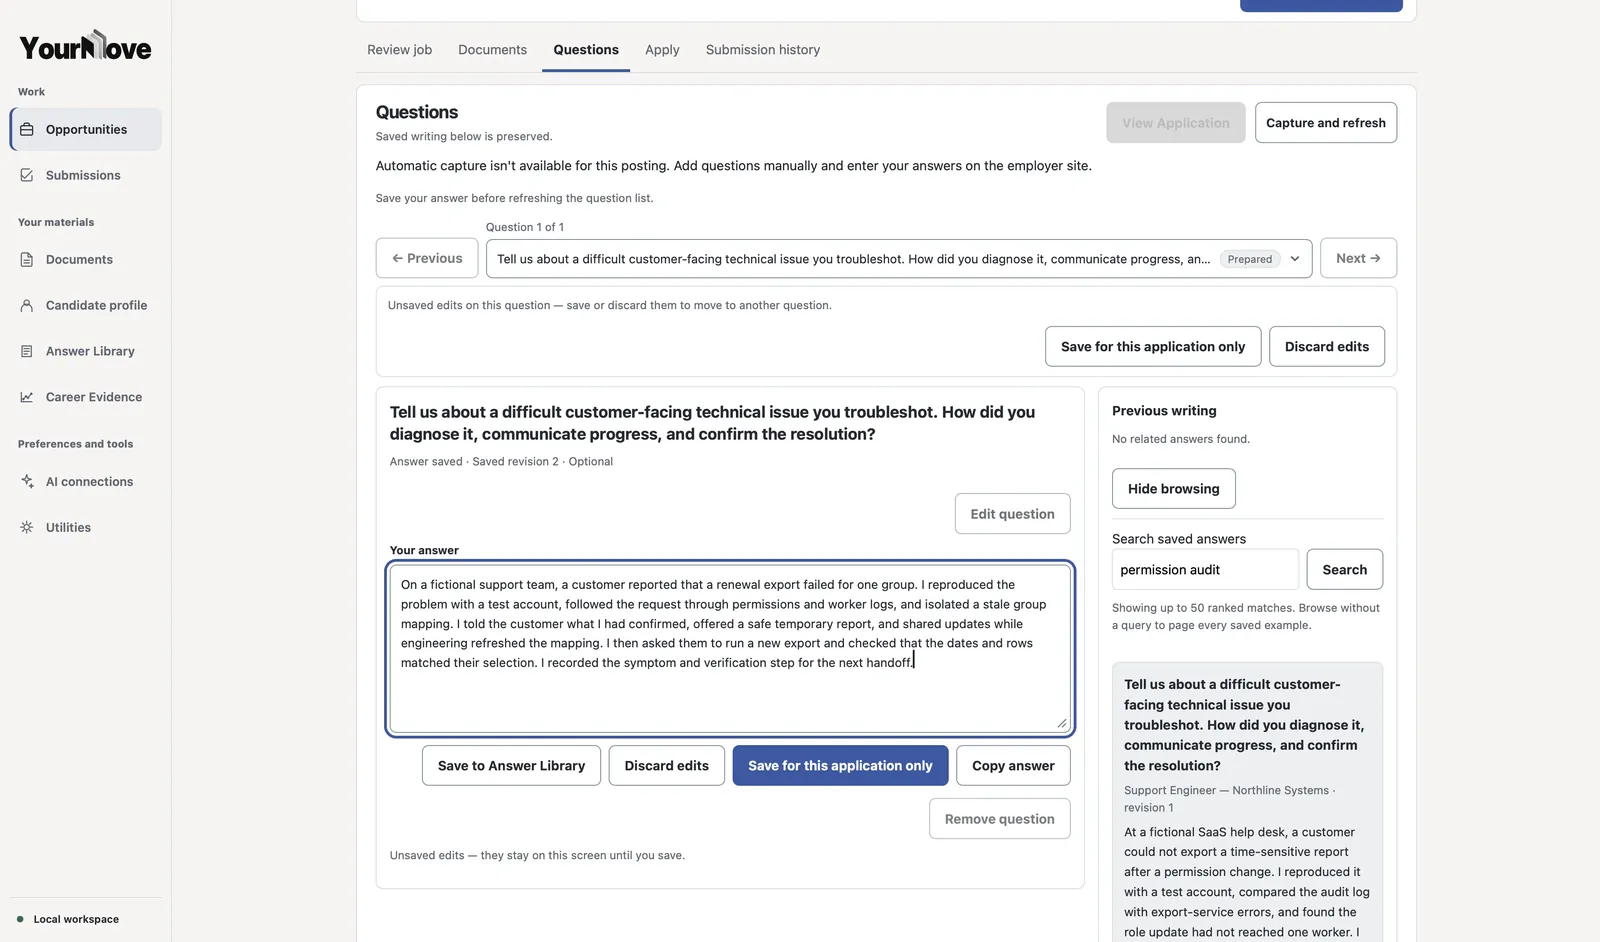 YourMove
Work
Opportunities
Submissions
Your materials
Documents
Candidate profile
Answer Library
Career Evidence
Preferences and tools
AI connections
Utilities
Local workspace
Review job
Documents
Questions
Apply
Submission history
Questions
Saved writing below is preserved.
View Application
Capture and refresh
Automatic capture isn't available for this posting. Add questions manually and enter your answers on the employer site.
Save your answer before refreshing the question list.
Question 1 of 1
← Previous
Tell us about a difficult customer-facing technical issue you troubleshot. How did you diagnose it, communicate progress, an...
Prepared
Next →
Unsaved edits on this question — save or discard them to move to another question.
Save for this application only
Discard edits
Tell us about a difficult customer-facing technical issue you troubleshot. How did you
diagnose it, communicate progress, and confirm the resolution?
Answer saved · Saved revision 2 · Optional
Edit question
Your answer
On a fictional support team, a customer reported that a renewal export failed for one group. I reproduced the
problem with a test account, followed the request through permissions and worker logs, and isolated a stale group
mapping. I told the customer what I had confirmed, offered a safe temporary report, and shared updates while
engineering refreshed the mapping. I then asked them to run a new export and checked that the dates and rows
matched their selection. I recorded the symptom and verification step for the next handoff.
Save to Answer Library
Discard edits
Save for this application only
Copy answer
Remove question
Unsaved edits — they stay on this screen until you save.
Previous writing
No related answers found.
Hide browsing
Search saved answers
permission audit
Search
Showing up to 50 ranked matches. Browse without
a query to page every saved example.
Tell us about a difficult customer-
facing technical issue you
troubleshot. How did you diagnose it,
communicate progress, and confirm
the resolution?
Support Engineer — Northline Systems ·
revision 1
At a fictional SaaS help desk, a customer
could not export a time-sensitive report
after a permission change. I reproduced it
with a test account, compared the audit log
with export-service errors, and found the
role update had not reached one worker. I